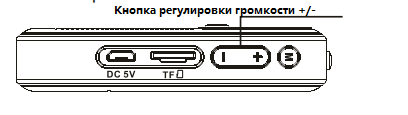 Кнопка регулировки громкости +/-
− +
M
DC 5V TF